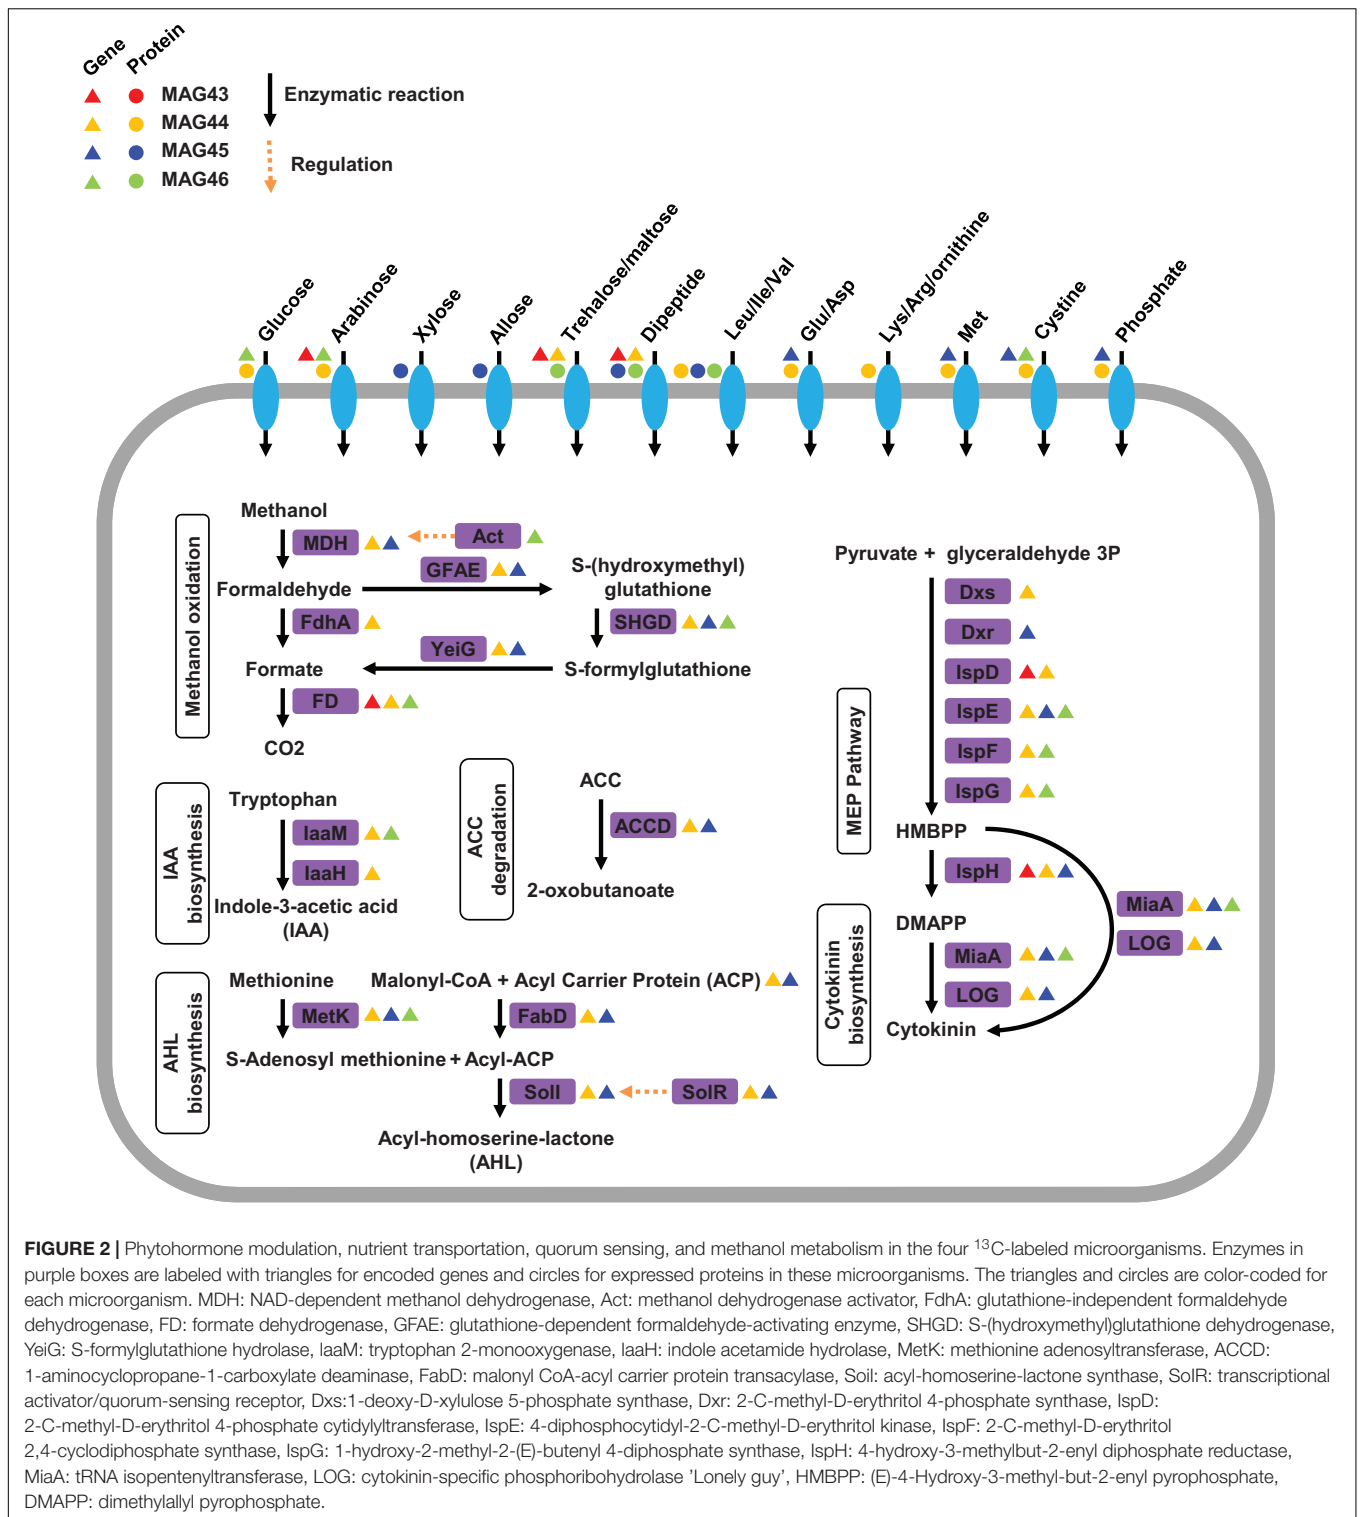 Gene
Protein
MAG43
MAG44
MAG45
MAG46
Enzymatic reaction
Regulation
Glucose
Arabinose
Xylose
Allose
Trehalose/maltose
Dipeptide
Leu/Ile/Val
Glu/Asp
Lys/Arg/ornithine
Met
Cystine
Phosphate
Methanol oxidation
Methanol
MDH
Act
GFAE
Formaldehyde
S-(hydroxymethyl)
glutathione
FdhA
SHGD
YeiG
Formate
S-formylglutathione
FD
CO2
IAA
biosynthesis
Tryptophan
IaaM
IaaH
Indole-3-acetic acid
(IAA)
ACC
degradation
ACC
ACCD
2-oxobutanoate
AHL
biosynthesis
Methionine
MetK
Malonyl-CoA + Acyl Carrier Protein (ACP)
FabD
S-Adenosyl methionine + Acyl-ACP
SolI
SolR
Acyl-homoserine-lactone
(AHL)
MEP Pathway
Pyruvate + glyceraldehyde 3P
Dxs
Dxr
IspD
IspE
IspF
IspG
HMBPP
IspH
MiaA
LOG
Cytokinin
biosynthesis
DMAPP
MiaA
LOG
Cytokinin
FIGURE 2 | Phytohormone modulation, nutrient transportation, quorum sensing, and methanol metabolism in the four 13C-labeled microorganisms. Enzymes in
purple boxes are labeled with triangles for encoded genes and circles for expressed proteins in these microorganisms. The triangles and circles are color-coded for
each microorganism. MDH: NAD-dependent methanol dehydrogenase, Act: methanol dehydrogenase activator, FdhA: glutathione-independent formaldehyde
dehydrogenase, FD: formate dehydrogenase, GFAE: glutathione-dependent formaldehyde-activating enzyme, SHGD: S-(hydroxymethyl)glutathione dehydrogenase,
YeiG: S-formylglutathione hydrolase, IaaM: tryptophan 2-monooxygenase, IaaH: indole acetamide hydrolase, MetK: methionine adenosyltransferase, ACCD:
1-aminocyclopropane-1-carboxylate deaminase, FabD: malonyl CoA-acyl carrier protein transacylase, Soil: acyl-homoserine-lactone synthase, SolR: transcriptional
activator/quorum-sensing receptor, Dxs:1-deoxy-D-xylulose 5-phosphate synthase, Dxr: 2-C-methyl-D-erythritol 4-phosphate synthase, IspD:
2-C-methyl-D-erythritol 4-phosphate cytidylyltransferase, IspE: 4-diphosphocytidyl-2-C-methyl-D-erythritol kinase, IspF: 2-C-methyl-D-erythritol
2,4-cyclodiphosphate synthase, IspG: 1-hydroxy-2-methyl-2-(E)-butenyl 4-diphosphate synthase, IspH: 4-hydroxy-3-methylbut-2-enyl diphosphate reductase,
MiaA: tRNA isopentenyltransferase, LOG: cytokinin-specific phosphoribohydrolase 'Lonely guy', HMBPP: (E)-4-Hydroxy-3-methyl-but-2-enyl pyrophosphate,
DMAPP: dimethylallyl pyrophosphate.